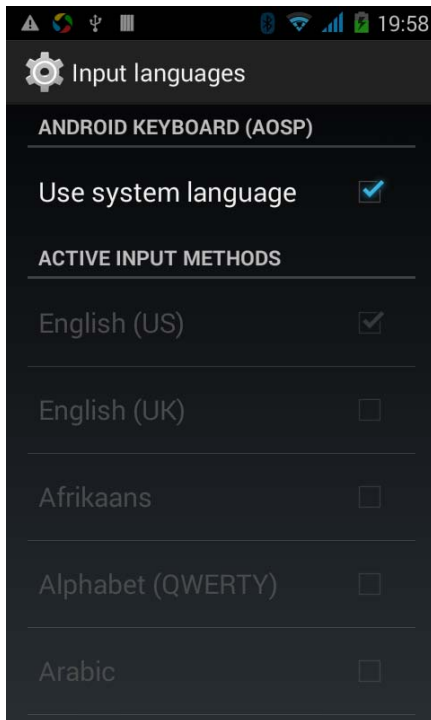 19:58
Input languages
ANDROID KEYBOARD (AOSP)
Use system language
ACTIVE INPUT METHODS
English (US)
English (UK)
Afrikaans
Alphabet (QWERTY)
Arabic